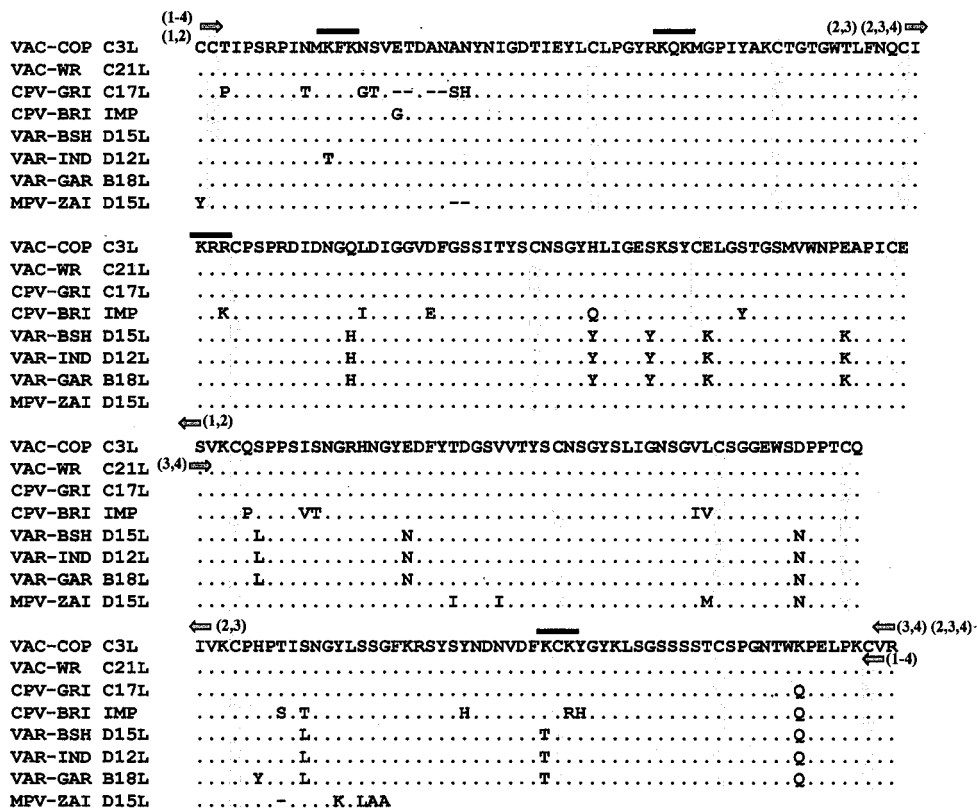 (1-4)
(1,2) (2,3) (2,3,4)
VAC-COP C3L CCTIPSRPINMKFKNSVETDANANYNIGDTIEYLCLPGYRKQKMGPIYAKCTGTGWTLFNQCI
VAC-WR C21L ...............................................................
CPV-GRI C17L ..P......T....GT.--.--SH.......................................
CPV-BRI IMP .................G.............................................
VAR-BSH D15L ...............................................................
VAR-IND D12L ...........T...................................................
VAR-GAR B18L ...............................................................
MPV-ZAI D15L Y.....................--.......................................
VAC-COP C3L KRRCPSPRDIDNGQLDIGGVDFGSSITYSCNSGYHLIGESKSYCELGSTGSMVWNPEAPICE
VAC-WR C21L ..............................................................
CPV-GRI C17L ..............................................................
CPV-BRI IMP ..K...........I.....E.............Q............Y..............
VAR-BSH D15L .............H....................Y....Y....K...........K.....
VAR-IND D12L .............H....................Y....Y....K...........K.....
VAR-GAR B18L .............H....................Y....Y....K...........K.....
MPV-ZAI D15L ..............................................................
(1,2)
VAC-COP C3L SVKCQSPPSISNGRHNGYEDFYTDGSVVTYSCNSGYSLIGNSGVLCSGGEWSDPPTCQ
VAC-WR C21L (3,4) ..........................................................
CPV-GRI C17L ..........................................................
CPV-BRI IMP ....P....VT................................IV.............
VAR-BSH D15L .....L............N.................................N.....
VAR-IND D12L .....L............N.................................N.....
VAR-GAR B18L .....L............N.................................N.....
MPV-ZAI D15L ......................I...I.................M.......N.....
(2,3) (3,4) (2,3,4)
VAC-COP C3L IVKCPHPTISNGYLSSGFKRSYSYNDNVDFKCKYGYKLSGSSSSTCSPGNTWKPELPKCVR
VAC-WR C21L ............................................................. (1-4)
CPV-GRI C17L ....................................................Q........
CPV-BRI IMP .......S.T.............H........RH..................Q........
VAR-BSH D15L .........L....................T.....................Q........
VAR-IND D12L .........L....................T.....................Q........
VAR-GAR B18L .....Y...L....................T.....................Q........
MPV-ZAI D15L .......-....K.LAA